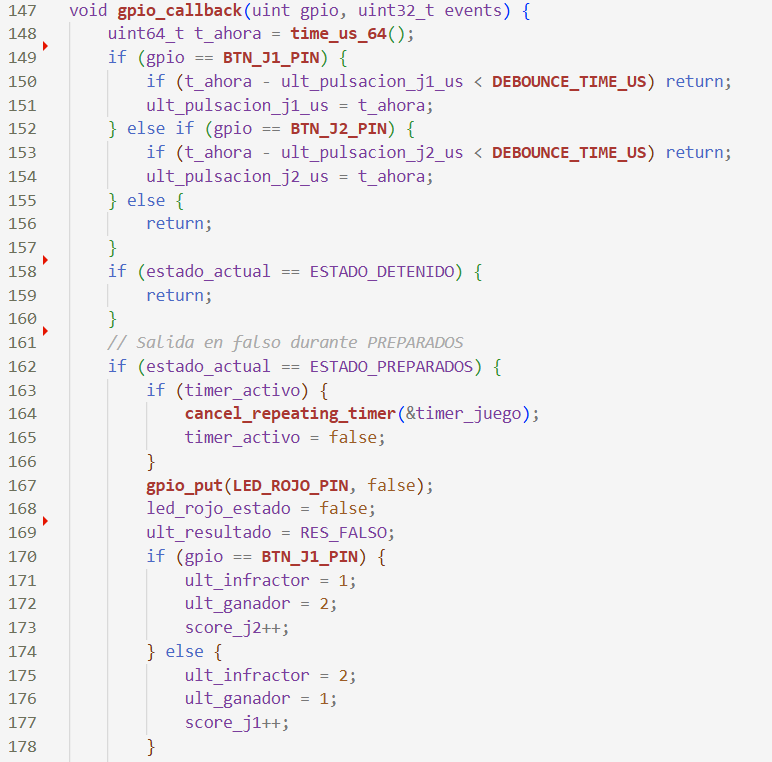 147 void gpio_callback(uint gpio, uint32_t events) {
148     uint64_t t_ahora = time_us_64();
149     if (gpio == BTN_J1_PIN) {
150         if (t_ahora - ult_pulsacion_j1_us < DEBOUNCE_TIME_US) return;
151         ult_pulsacion_j1_us = t_ahora;
152     } else if (gpio == BTN_J2_PIN) {
153         if (t_ahora - ult_pulsacion_j2_us < DEBOUNCE_TIME_US) return;
154         ult_pulsacion_j2_us = t_ahora;
155     } else {
156         return;
157     }
158     if (estado_actual == ESTADO_DETENIDO) {
159         return;
160     }
161     // Salida en falso durante PREPARADOS
162     if (estado_actual == ESTADO_PREPARADOS) {
163         if (timer_activo) {
164             cancel_repeating_timer(&timer_juego);
165             timer_activo = false;
166         }
167         gpio_put(LED_ROJO_PIN, false);
168         led_rojo_estado = false;
169         ult_resultado = RES_FALSO;
170         if (gpio == BTN_J1_PIN) {
171             ult_infractor = 1;
172             ult_ganador = 2;
173             score_j2++;
174         } else {
175             ult_infractor = 2;
176             ult_ganador = 1;
177             score_j1++;
178         }